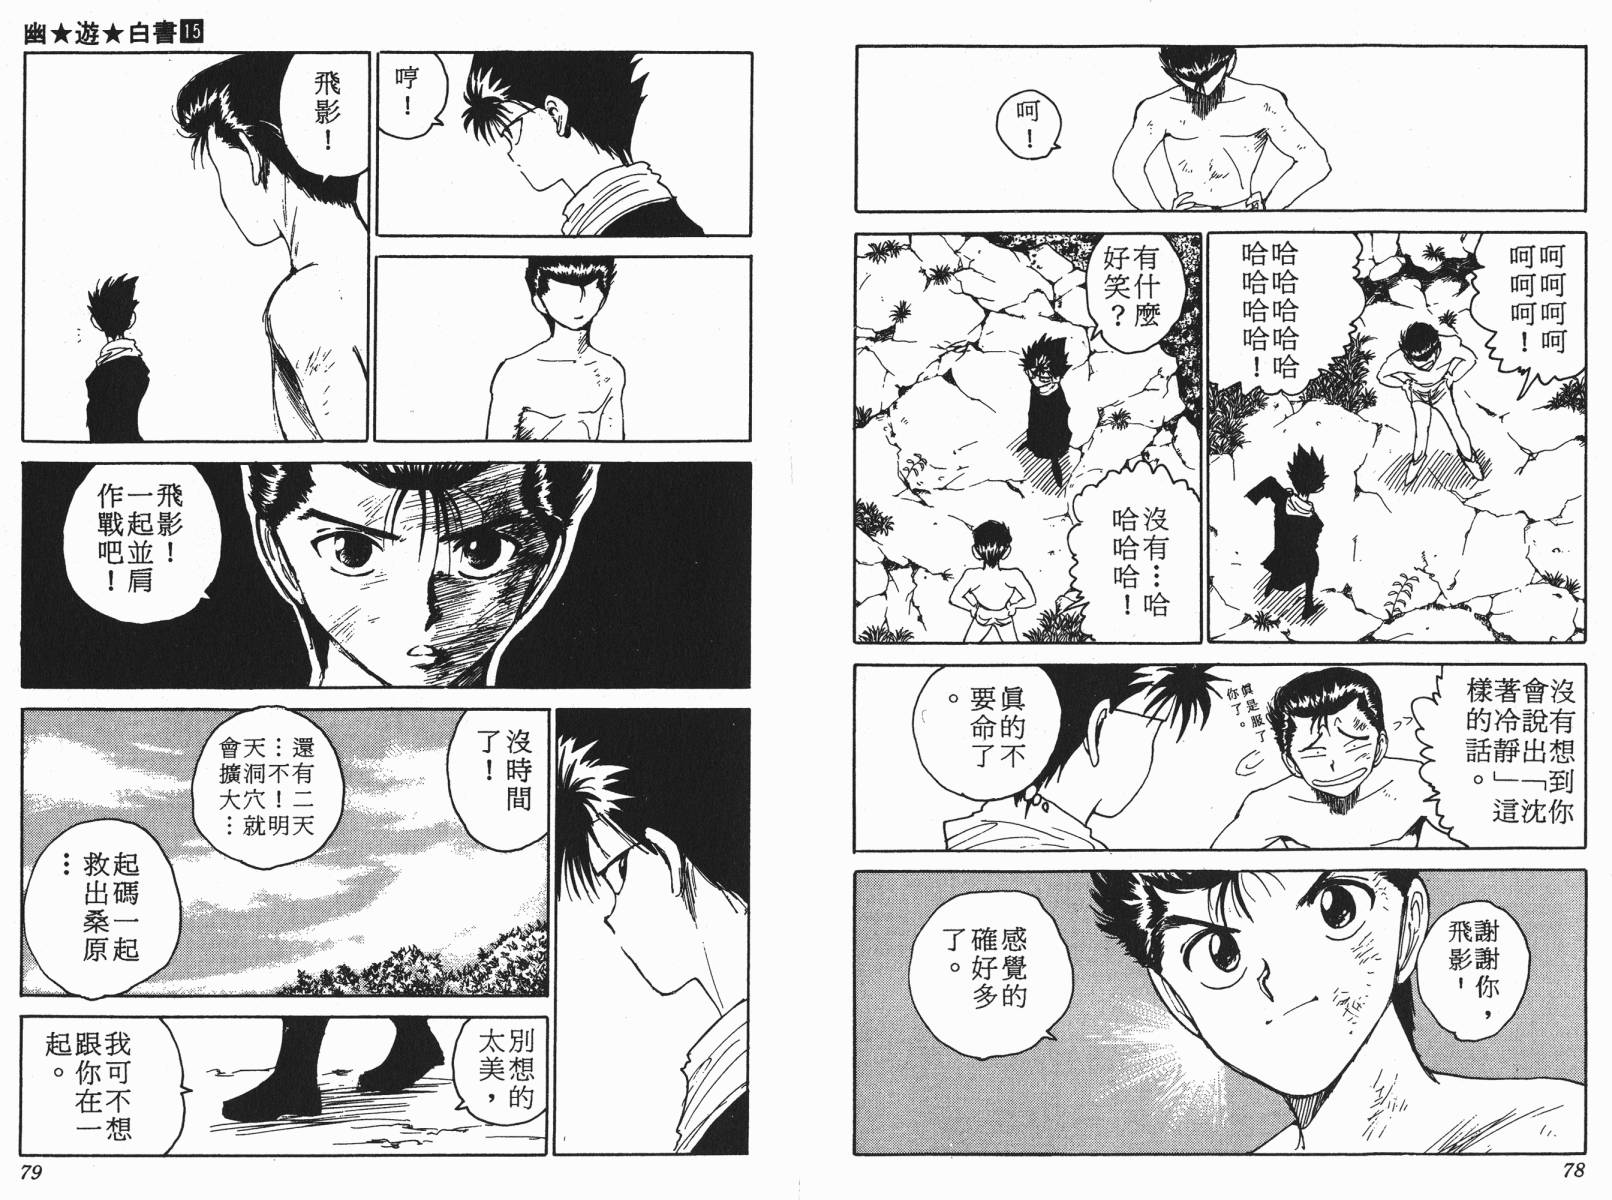 呵！
呵呵呵呵
呵呵呵！
哈哈哈哈哈
哈哈哈哈哈！
有什麼
好笑？
沒有…哈
哈哈哈！
沒有想到你
會說出「沈
著冷靜」這
樣的話。
真是服了
你了。
真的不
要命了
。
謝謝你，
飛影！
感覺的
確好多
了。
78
幽★遊★白書15
哼！
飛影！
飛影！
一起並肩
作戰吧！
沒時間
了！
還有二天
…不！明
天洞穴就
會擴大…
起碼一起
救出桑原
…
別想的
太美，
我可不想
跟你在一
起。
79